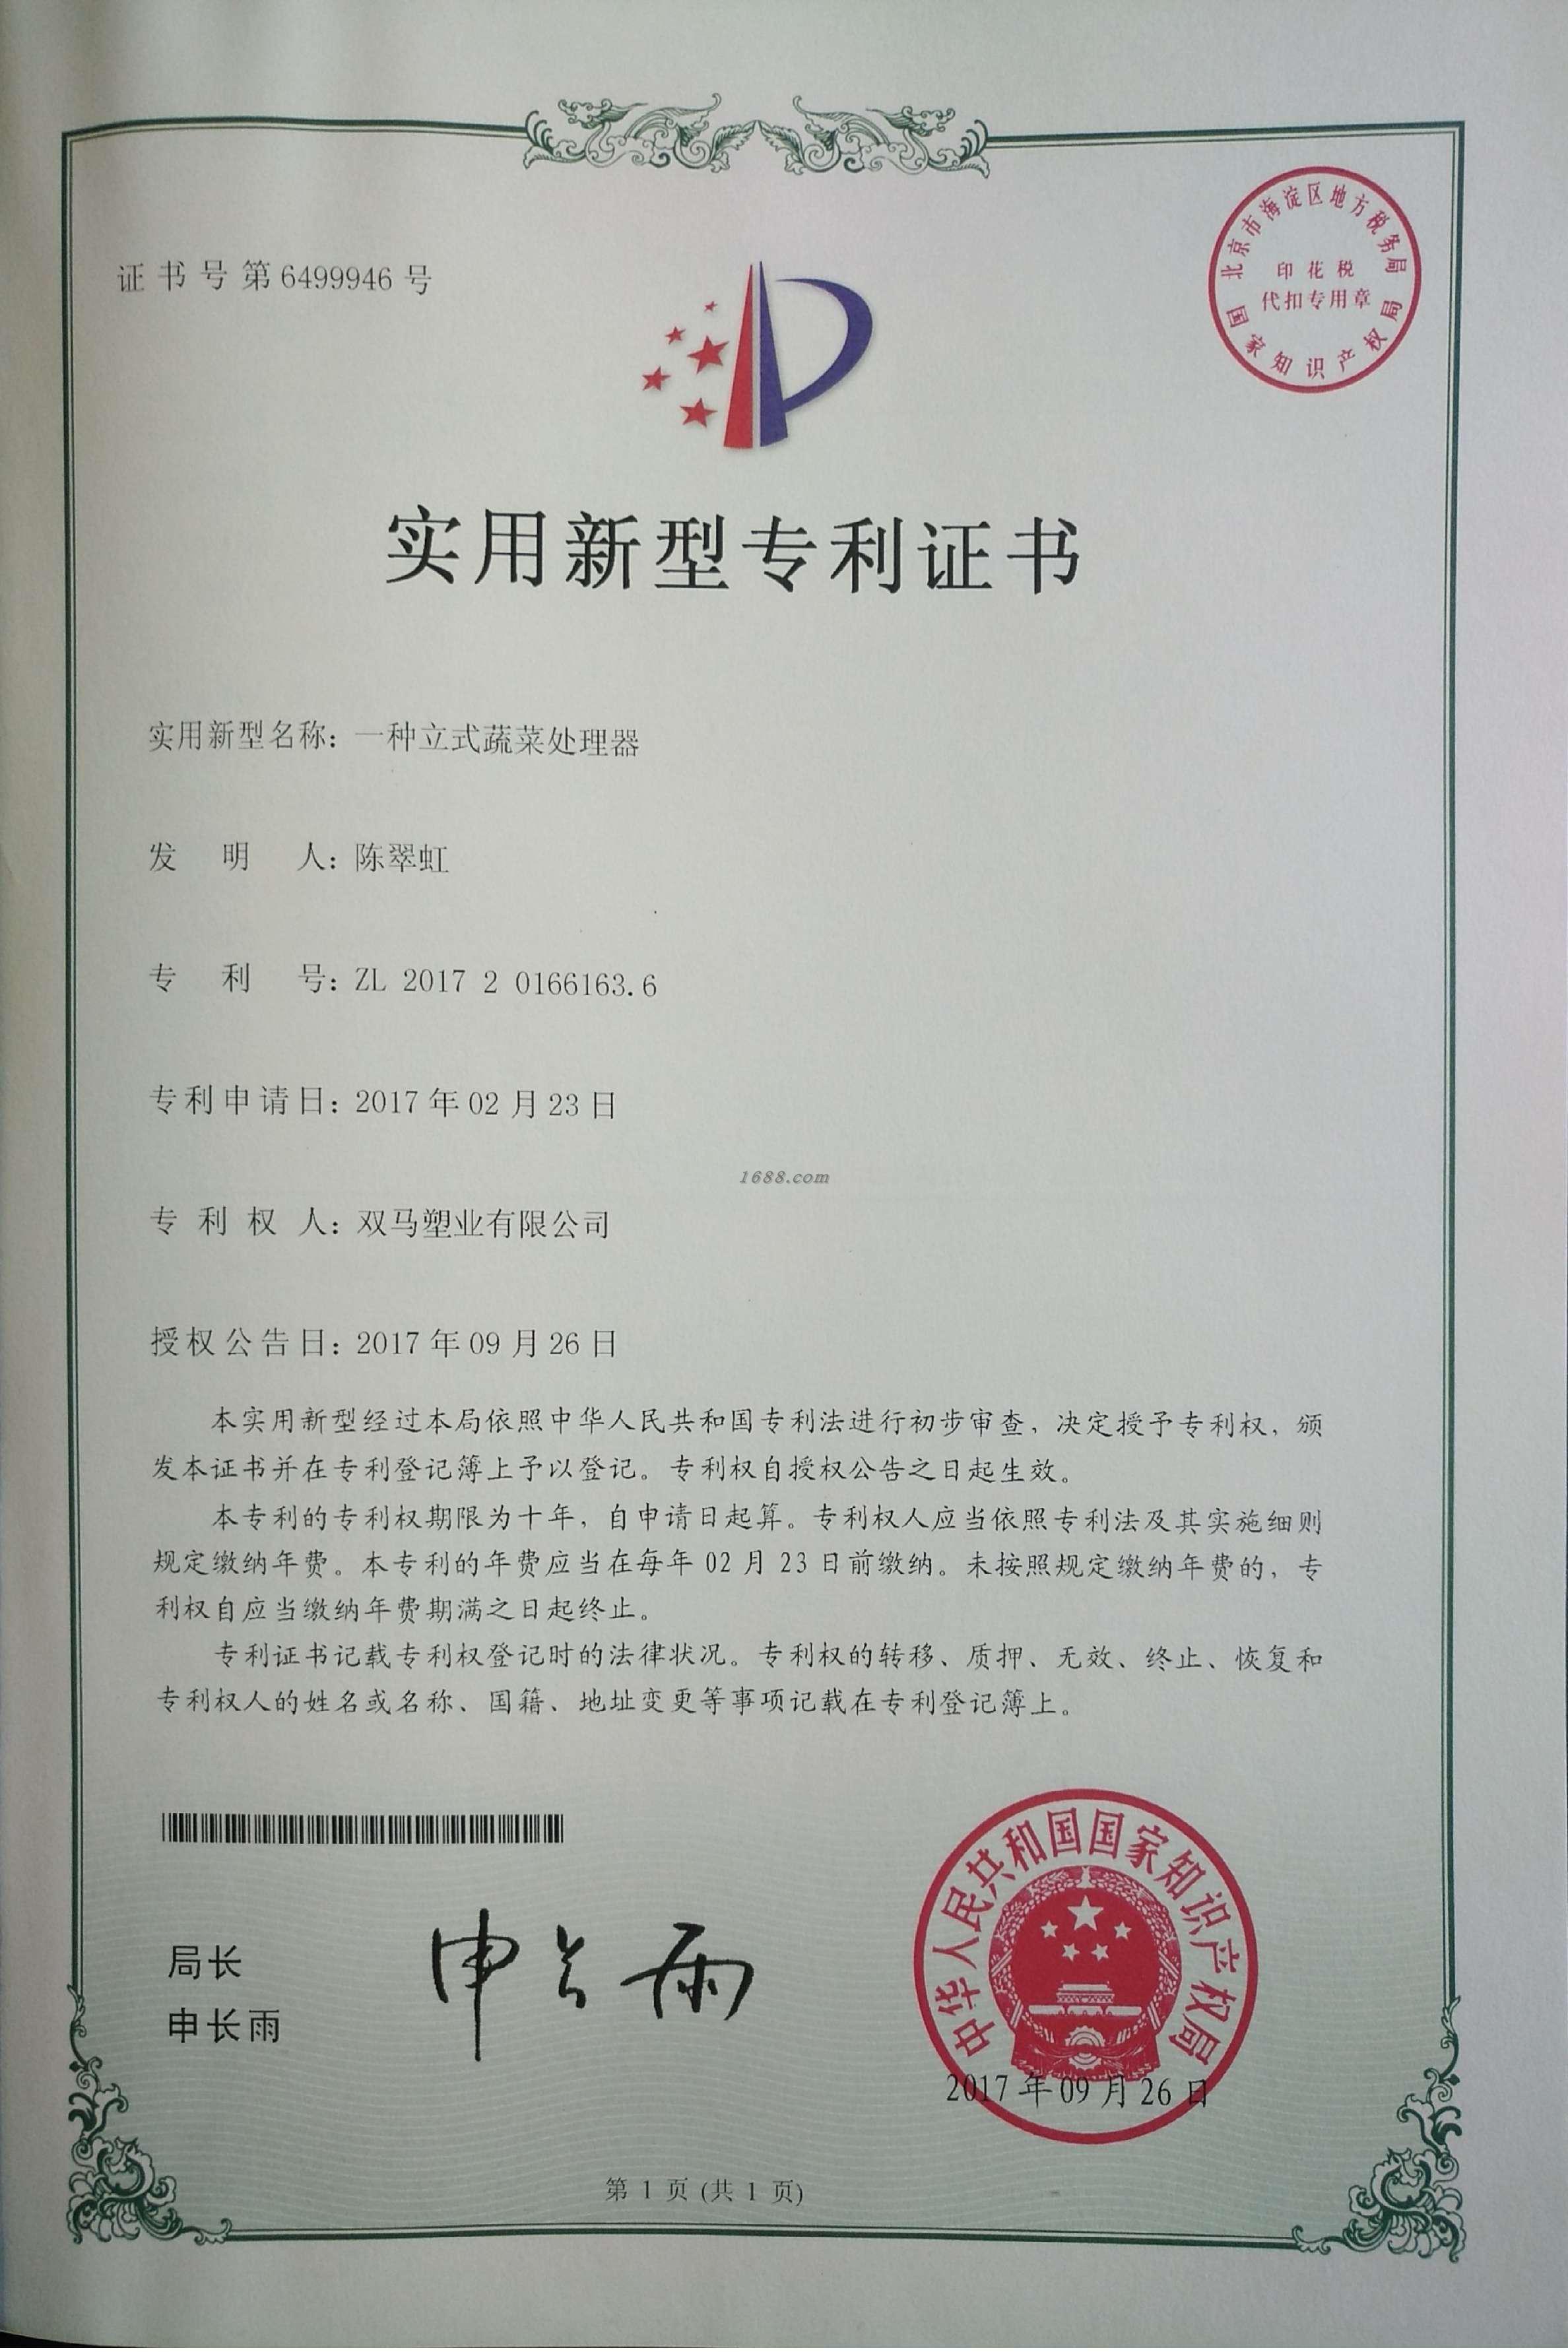 证书号第6499946号
北京市海淀区地方税务局
印花税
代扣专用章
国家知识产权局
实用新型专利证书
实用新型名称：一种立式蔬菜处理器
发明人：陈翠虹
专利号：ZL 2017 2 0166163.6
专利申请日：2017年02月23日
1688.com
专利权人：双马塑业有限公司
授权公告日：2017年09月26日
本实用新型经过本局依照中华人民共和国专利法进行初步审查，决定授予专利权，颁
发本证书并在专利登记簿上予以登记。专利权自授权公告之日起生效。
本专利的专利权期限为十年，自申请日起算。专利权人应当依照专利法及其实施细则
规定缴纳年费。本专利的年费应当在每年02月23日前缴纳。未按照规定缴纳年费的，专
利权自应当缴纳年费期满之日起终止。
专利证书记载专利权登记时的法律状况。专利权的转移、质押、无效、终止、恢复和
专利权人的姓名或名称、国籍、地址变更等事项记载在专利登记簿上。
局长
申长雨
申长雨
中华人民共和国国家知识产权局
2017年09月26日
第1页(共1页)